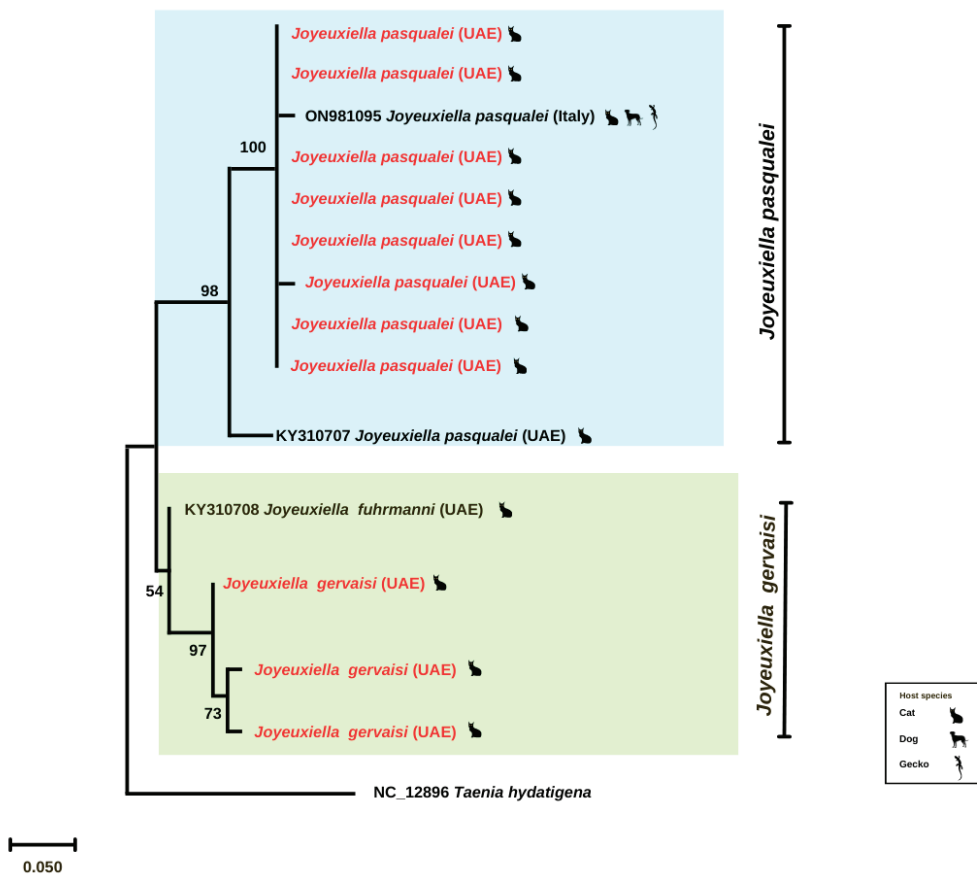 Joyeuxiella pasqualei (UAE)
Joyeuxiella pasqualei (UAE)
ON981095 Joyeuxiella pasqualei (Italy)
100
Joyeuxiella pasqualei (UAE)
Joyeuxiella pasqualei (UAE)
Joyeuxiella pasqualei (UAE)
98
Joyeuxiella pasqualei (UAE)
Joyeuxiella pasqualei (UAE)
Joyeuxiella pasqualei (UAE)
KY310707 Joyeuxiella pasqualei (UAE)
Joyeuxiella pasqualei
KY310708 Joyeuxiella fuhrmanni (UAE)
54
Joyeuxiella gervaisi (UAE)
97
Joyeuxiella gervaisi (UAE)
73
Joyeuxiella gervaisi (UAE)
Joyeuxiella gervaisi
NC_12896 Taenia hydatigena
Host species
Cat
Dog
Gecko
0.050